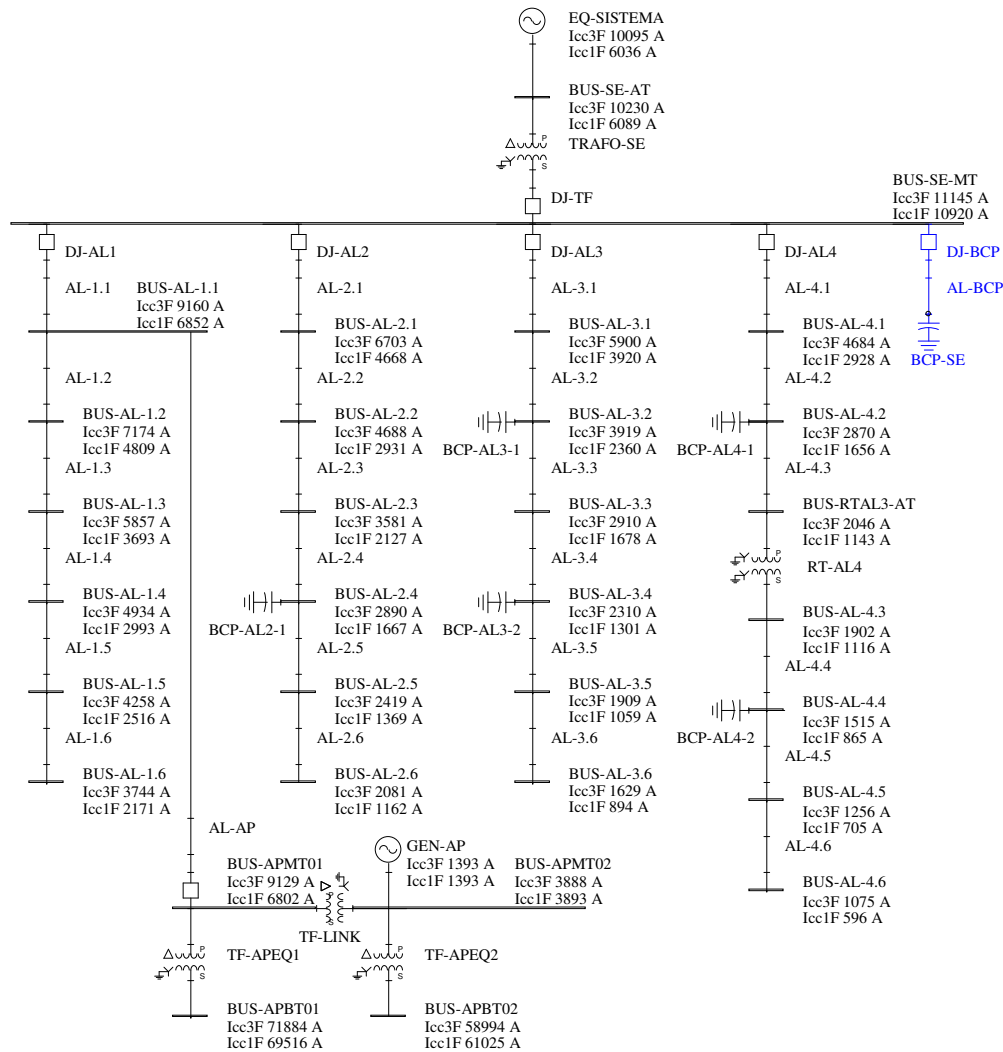 EQ-SISTEMA
Icc3F 10095 A
Icc1F 6036 A
BUS-SE-AT
Icc3F 10230 A
Icc1F 6089 A
P
TRAFO-SE
S
DJ-TF
BUS-SE-MT
Icc3F 11145 A
Icc1F 10920 A
DJ-AL1
DJ-AL2
DJ-AL3
DJ-AL4
DJ-BCP
AL-1.1
BUS-AL-1.1
Icc3F 9160 A
Icc1F 6852 A
AL-2.1
AL-3.1
AL-4.1
AL-BCP
BCP-SE
AL-1.2
BUS-AL-1.2
Icc3F 7174 A
Icc1F 4809 A
AL-1.3
BUS-AL-1.3
Icc3F 5857 A
Icc1F 3693 A
AL-1.4
BUS-AL-1.4
Icc3F 4934 A
Icc1F 2993 A
AL-1.5
BUS-AL-1.5
Icc3F 4258 A
Icc1F 2516 A
AL-1.6
BUS-AL-1.6
Icc3F 3744 A
Icc1F 2171 A
BUS-AL-2.1
Icc3F 6703 A
Icc1F 4668 A
AL-2.2
BUS-AL-2.2
Icc3F 4688 A
Icc1F 2931 A
AL-2.3
BUS-AL-2.3
Icc3F 3581 A
Icc1F 2127 A
AL-2.4
BUS-AL-2.4
Icc3F 2890 A
Icc1F 1667 A
BCP-AL2-1
AL-2.5
BUS-AL-2.5
Icc3F 2419 A
Icc1F 1369 A
AL-2.6
BUS-AL-2.6
Icc3F 2081 A
Icc1F 1162 A
BUS-AL-3.1
Icc3F 5900 A
Icc1F 3920 A
AL-3.2
BUS-AL-3.2
Icc3F 3919 A
Icc1F 2360 A
BCP-AL3-1
AL-3.3
BUS-AL-3.3
Icc3F 2910 A
Icc1F 1678 A
AL-3.4
BUS-AL-3.4
Icc3F 2310 A
Icc1F 1301 A
BCP-AL3-2
AL-3.5
BUS-AL-3.5
Icc3F 1909 A
Icc1F 1059 A
AL-3.6
BUS-AL-3.6
Icc3F 1629 A
Icc1F 894 A
BUS-AL-4.1
Icc3F 4684 A
Icc1F 2928 A
AL-4.2
BUS-AL-4.2
Icc3F 2870 A
Icc1F 1656 A
BCP-AL4-1
AL-4.3
BUS-RTAL3-AT
Icc3F 2046 A
Icc1F 1143 A
P
RT-AL4
S
BUS-AL-4.3
Icc3F 1902 A
Icc1F 1116 A
AL-4.4
BUS-AL-4.4
Icc3F 1515 A
Icc1F 865 A
BCP-AL4-2
AL-4.5
BUS-AL-4.5
Icc3F 1256 A
Icc1F 705 A
AL-4.6
BUS-AL-4.6
Icc3F 1075 A
Icc1F 596 A
AL-AP
BUS-APMT01
Icc3F 9129 A
Icc1F 6802 A
P
S
TF-LINK
GEN-AP
Icc3F 1393 A
Icc1F 1393 A
BUS-APMT02
Icc3F 3888 A
Icc1F 3893 A
P
TF-APEQ1
S
P
TF-APEQ2
S
BUS-APBT01
Icc3F 71884 A
Icc1F 69516 A
BUS-APBT02
Icc3F 58994 A
Icc1F 61025 A